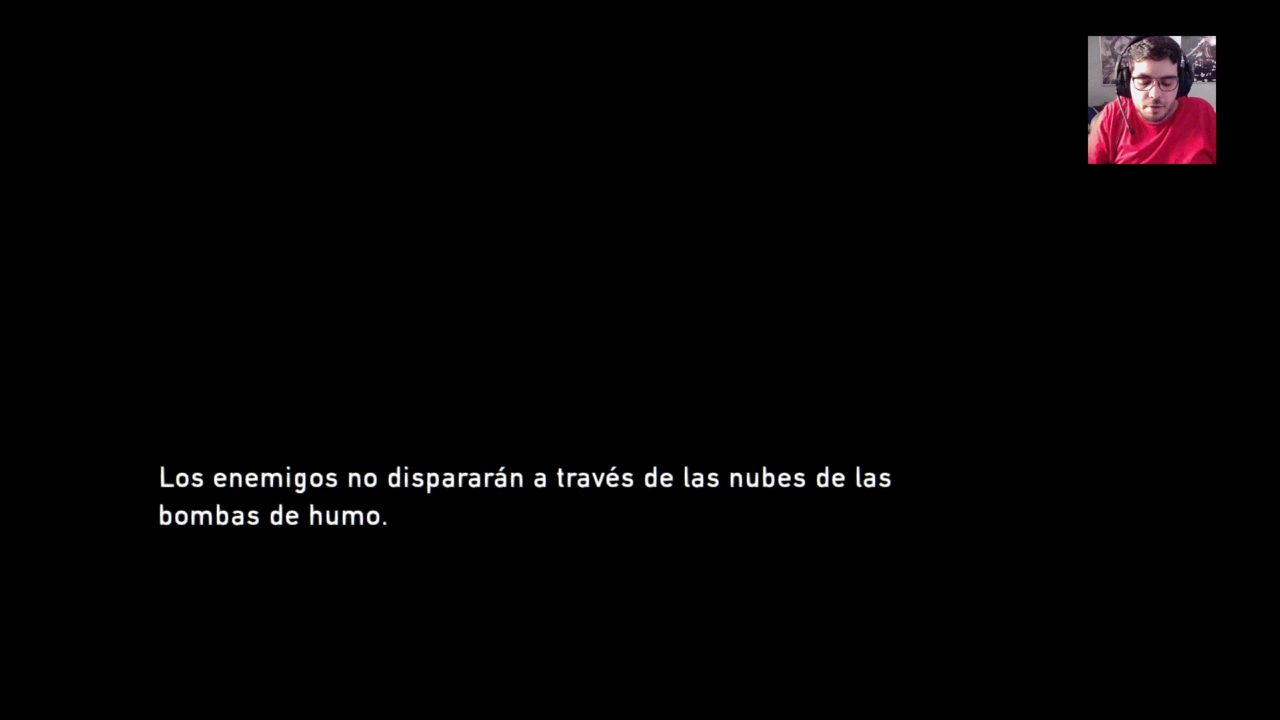 Los enemigos no dispararán a través de las nubes de las
bombas de humo.